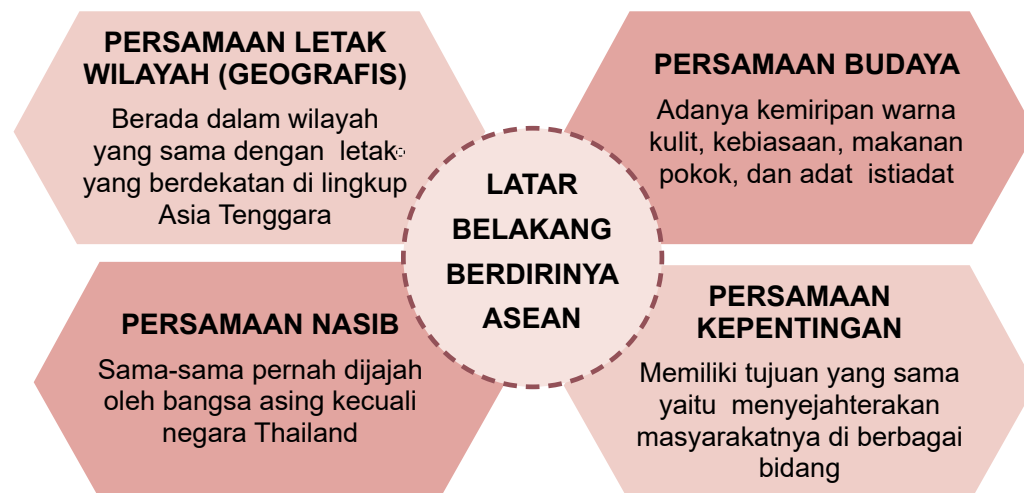 PERSAMAAN LETAK
WILAYAH (GEOGRAFIS)
Berada dalam wilayah
yang sama dengan letak
yang berdekatan di lingkup
Asia Tenggara
PERSAMAAN BUDAYA
Adanya kemiripan warna
kulit, kebiasaan, makanan
pokok, dan adat istiadat
LATAR
BELAKANG
BERDIRINYA
ASEAN
PERSAMAAN NASIB
Sama-sama pernah dijajah
oleh bangsa asing kecuali
negara Thailand
PERSAMAAN
KEPENTINGAN
Memiliki tujuan yang sama
yaitu menyejahterakan
masyarakatnya di berbagai
bidang